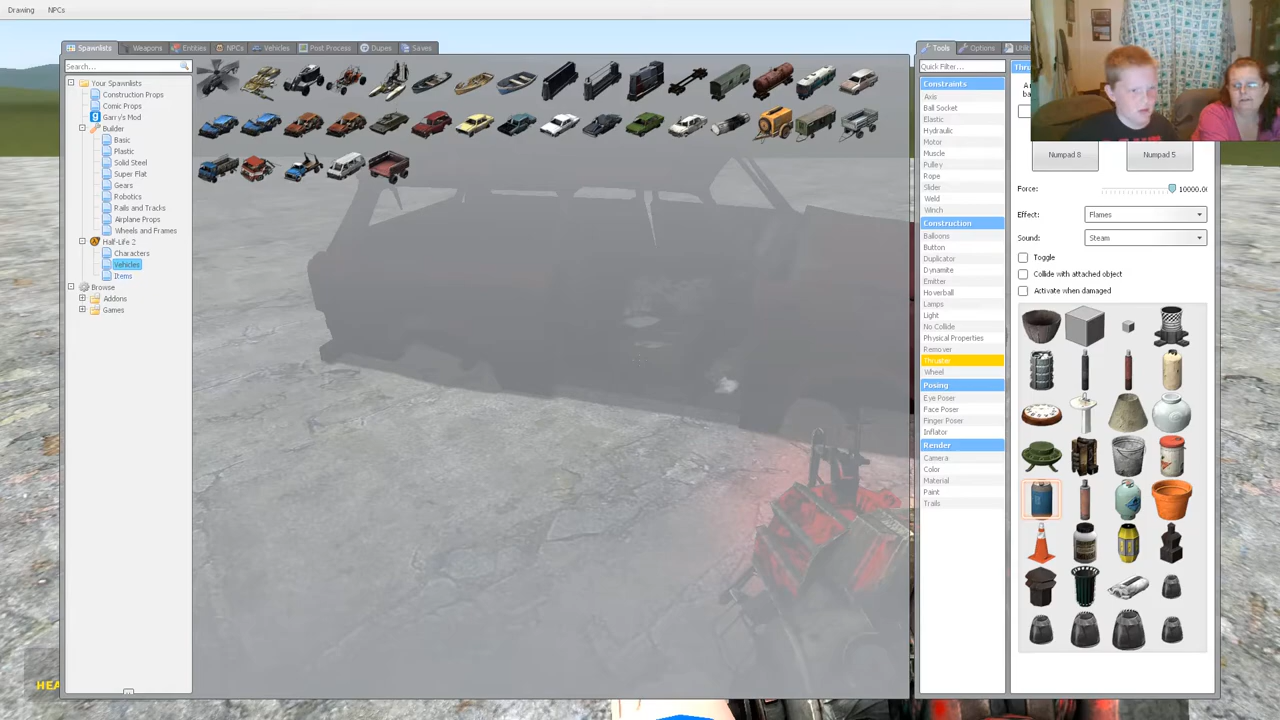 Drawing NPCs
Spawnlists Weapons Entities NPCs Vehicles Post Process Dupes Saves
Search...
Your Spawnlists
Construction Props
Comic Props
Garry's Mod
Builder
Basic
Plastic
Solid Steel
Super Flat
Gears
Robotics
Rails and Tracks
Airplane Props
Wheels and Frames
Half-Life 2
Characters
Vehicles
Items
Browse
Addons
Games
Tools Options
Quick Filter...
Constraints
Axis
Ball Socket
Elastic
Hydraulic
Motor
Muscle
Pulley
Rope
Slider
Weld
Winch
Construction
Balloons
Button
Duplicator
Dynamite
Emitter
Hoverball
Lamps
Light
No Collide
Physical Properties
Remover
Thruster
Wheel
Posing
Eye Poser
Face Poser
Finger Poser
Inflator
Render
Camera
Color
Material
Paint
Trails
Numpad 8 Numpad 5
Force: 10000.0
Effect: Flames
Sound: Steam
Toggle
Collide with attached object
Activate when damaged